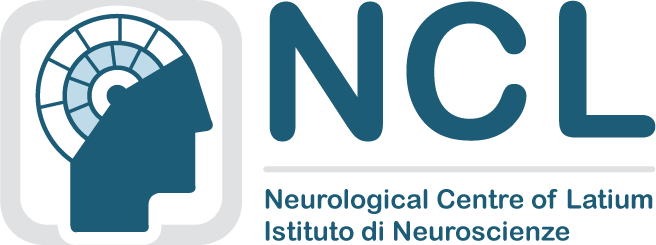 NCL
Neurological Centre of Latium
Istituto di Neuroscienze